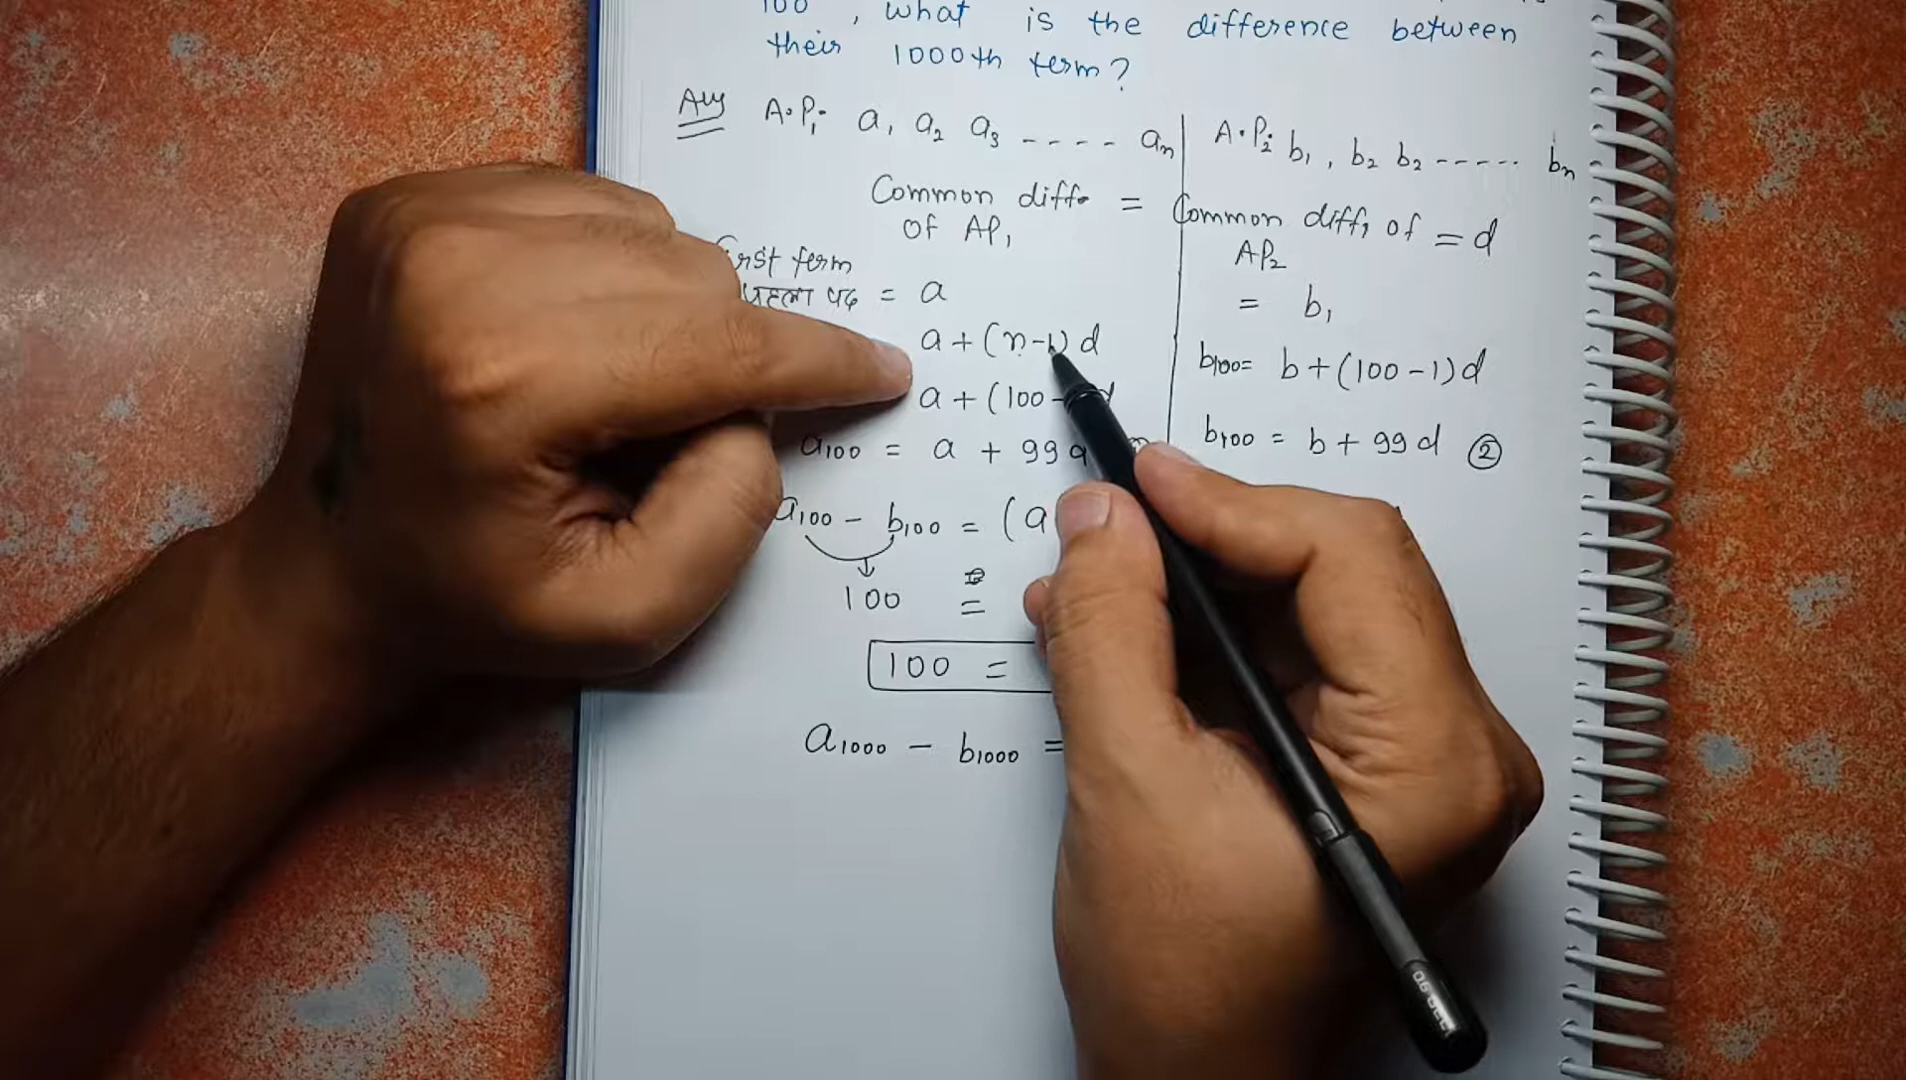 100 , what is the difference between
their 1000th term?
Ans A.P₁: a₁ a₂ a₃ ---- aₙ
A.P₂: b₁, b₂ b₂ ----- bₙ
Common diff. = Common diff, of = d
of AP₁ AP₂
First term
पहला पद = a
= b₁
a + (n-1)d
b₁₀₀ = b + (100-1)d
a + (100-
a₁₀₀ = a + 99d
b₁₀₀ = b + 99d ②
a₁₀₀ - b₁₀₀ = (a
100 =
100 =
a₁₀₀₀ - b₁₀₀₀ =